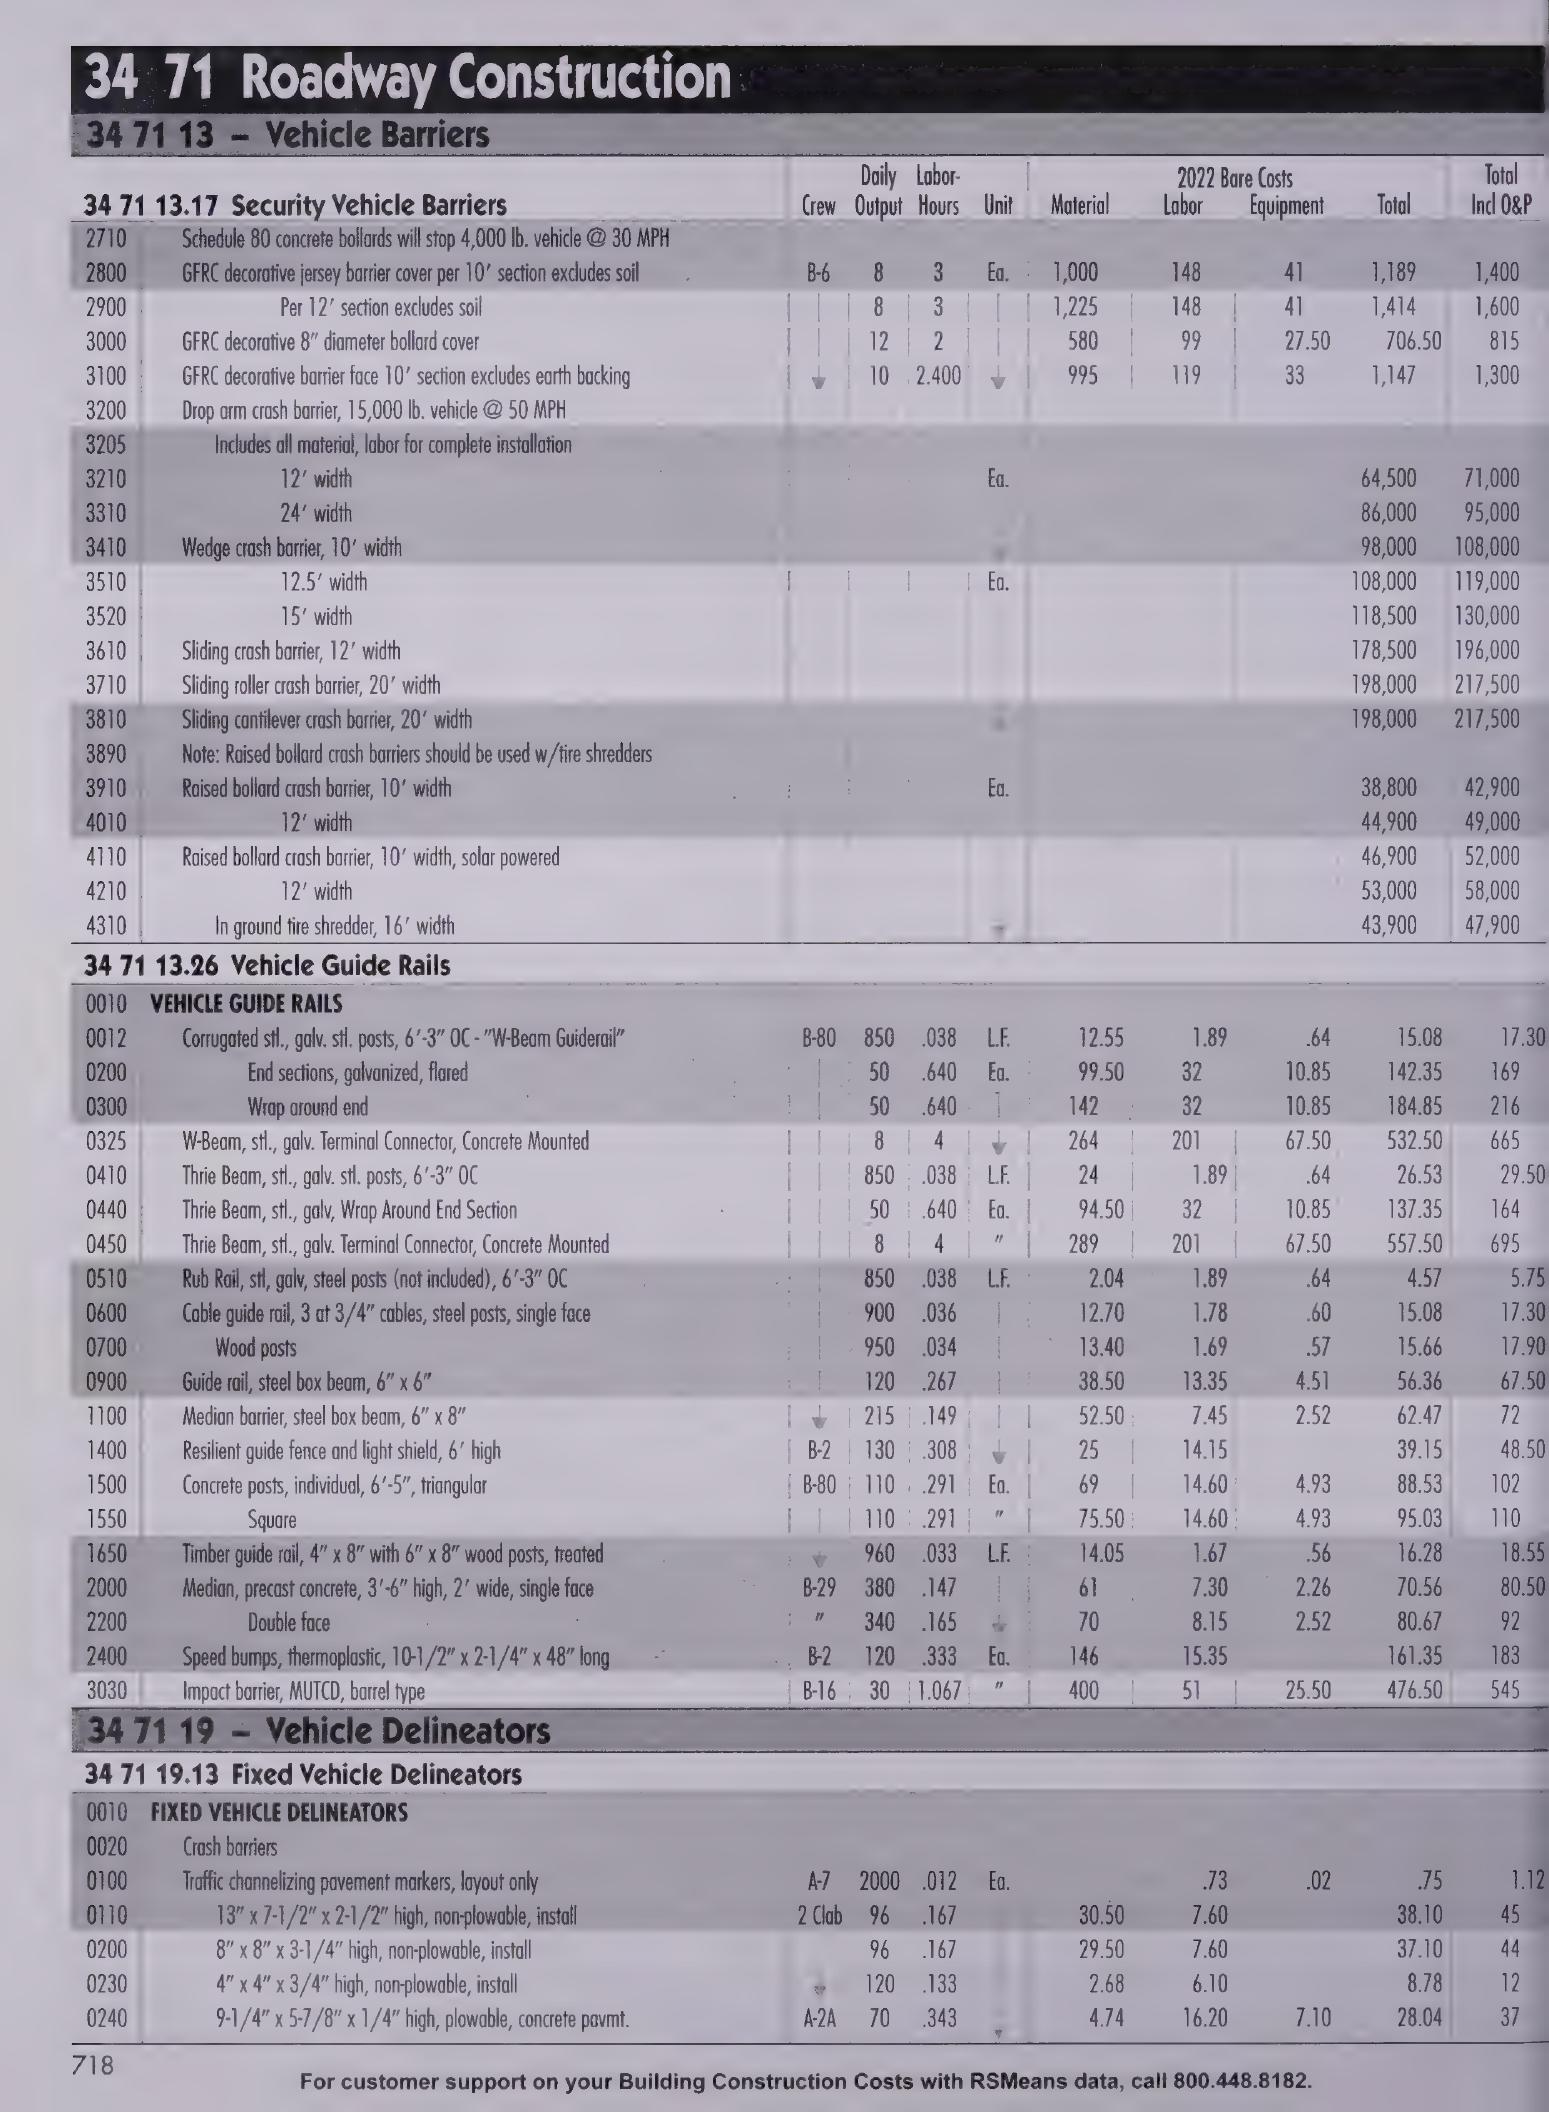 34 71 Roadway Construction
34 71 13 – Vehicle Barriers
Daily Labor- 2022 Bare Costs Total
34 71 13.17 Security Vehicle Barriers Crew Output Hours Unit Material Labor Equipment Total Incl O&P
2710 Schedule 80 concrete bollards will stop 4,000 lb. vehicle @ 30 MPH
2800 GFRC decorative jersey barrier cover per 10' section excludes soil B-6 8 3 Ea. 1,000 148 41 1,189 1,400
2900 Per 12' section excludes soil 8 3 1,225 148 41 1,414 1,600
3000 GFRC decorative 8" diameter bollard cover 12 2 580 99 27.50 706.50 815
3100 GFRC decorative barrier face 10' section excludes earth backing 10 2.400 995 119 33 1,147 1,300
3200 Drop arm crash barrier, 15,000 lb. vehicle @ 50 MPH
3205 Includes all material, labor for complete installation
3210 12' width Ea. 64,500 71,000
3310 24' width 86,000 95,000
3410 Wedge crash barrier, 10' width 98,000 108,000
3510 12.5' width Ea. 108,000 119,000
3520 15' width 118,500 130,000
3610 Sliding crash barrier, 12' width 178,500 196,000
3710 Sliding roller crash barrier, 20' width 198,000 217,500
3810 Sliding cantilever crash barrier, 20' width 198,000 217,500
3890 Note: Raised bollard crash barriers should be used w/tire shredders
3910 Raised bollard crash barrier, 10' width Ea. 38,800 42,900
4010 12' width 44,900 49,000
4110 Raised bollard crash barrier, 10' width, solar powered 46,900 52,000
4210 12' width 53,000 58,000
4310 In ground tire shredder, 16' width 43,900 47,900
34 71 13.26 Vehicle Guide Rails
0010 VEHICLE GUIDE RAILS
0012 Corrugated stl., galv. stl. posts, 6'-3" OC - "W-Beam Guiderail" B-80 850 .038 L.F. 12.55 1.89 .64 15.08 17.30
0200 End sections, galvanized, flared 50 .640 Ea. 99.50 32 10.85 142.35 169
0300 Wrap around end 50 .640 142 32 10.85 184.85 216
0325 W-Beam, stl., galv. Terminal Connector, Concrete Mounted 8 4 264 201 67.50 532.50 665
0410 Thrie Beam, stl., galv. stl. posts, 6'-3" OC 850 .038 L.F. 24 1.89 .64 26.53 29.50
0440 Thrie Beam, stl., galv, Wrap Around End Section 50 .640 Ea. 94.50 32 10.85 137.35 164
0450 Thrie Beam, stl., galv. Terminal Connector, Concrete Mounted 8 4 " 289 201 67.50 557.50 695
0510 Rub Rail, stl, galv, steel posts (not included), 6'-3" OC 850 .038 L.F. 2.04 1.89 .64 4.57 5.75
0600 Cable guide rail, 3 at 3/4" cables, steel posts, single face 900 .036 12.70 1.78 .60 15.08 17.30
0700 Wood posts 950 .034 13.40 1.69 .57 15.66 17.90
0900 Guide rail, steel box beam, 6" x 6" 120 .267 38.50 13.35 4.51 56.36 67.50
1100 Median barrier, steel box beam, 6" x 8" 215 .149 52.50 7.45 2.52 62.47 72
1400 Resilient guide fence and light shield, 6' high B-2 130 .308 25 14.15 39.15 48.50
1500 Concrete posts, individual, 6'-5", triangular B-80 110 .291 Ea. 69 14.60 4.93 88.53 102
1550 Square 110 .291 " 75.50 14.60 4.93 95.03 110
1650 Timber guide rail, 4" x 8" with 6" x 8" wood posts, treated 960 .033 L.F. 14.05 1.67 .56 16.28 18.55
2000 Median, precast concrete, 3'-6" high, 2' wide, single face B-29 380 .147 61 7.30 2.26 70.56 80.50
2200 Double face " 340 .165 70 8.15 2.52 80.67 92
2400 Speed bumps, thermoplastic, 10-1/2" x 2-1/4" x 48" long B-2 120 .333 Ea. 146 15.35 161.35 183
3030 Impact barrier, MUTCD, barrel type B-16 30 1.067 " 400 51 25.50 476.50 545
34 71 19 – Vehicle Delineators
34 71 19.13 Fixed Vehicle Delineators
0010 FIXED VEHICLE DELINEATORS
0020 Crash barriers
0100 Traffic channelizing pavement markers, layout only A-7 2000 .012 Ea. .73 .02 .75 1.12
0110 13" x 7-1/2" x 2-1/2" high, non-plowable, install 2 Clab 96 .167 30.50 7.60 38.10 45
0200 8" x 8" x 3-1/4" high, non-plowable, install 96 .167 29.50 7.60 37.10 44
0230 4" x 4" x 3/4" high, non-plowable, install 120 .133 2.68 6.10 8.78 12
0240 9-1/4" x 5-7/8" x 1/4" high, plowable, concrete pavmt. A-2A 70 .343 4.74 16.20 7.10 28.04 37
718
For customer support on your Building Construction Costs with RSMeans data, call 800.448.8182.